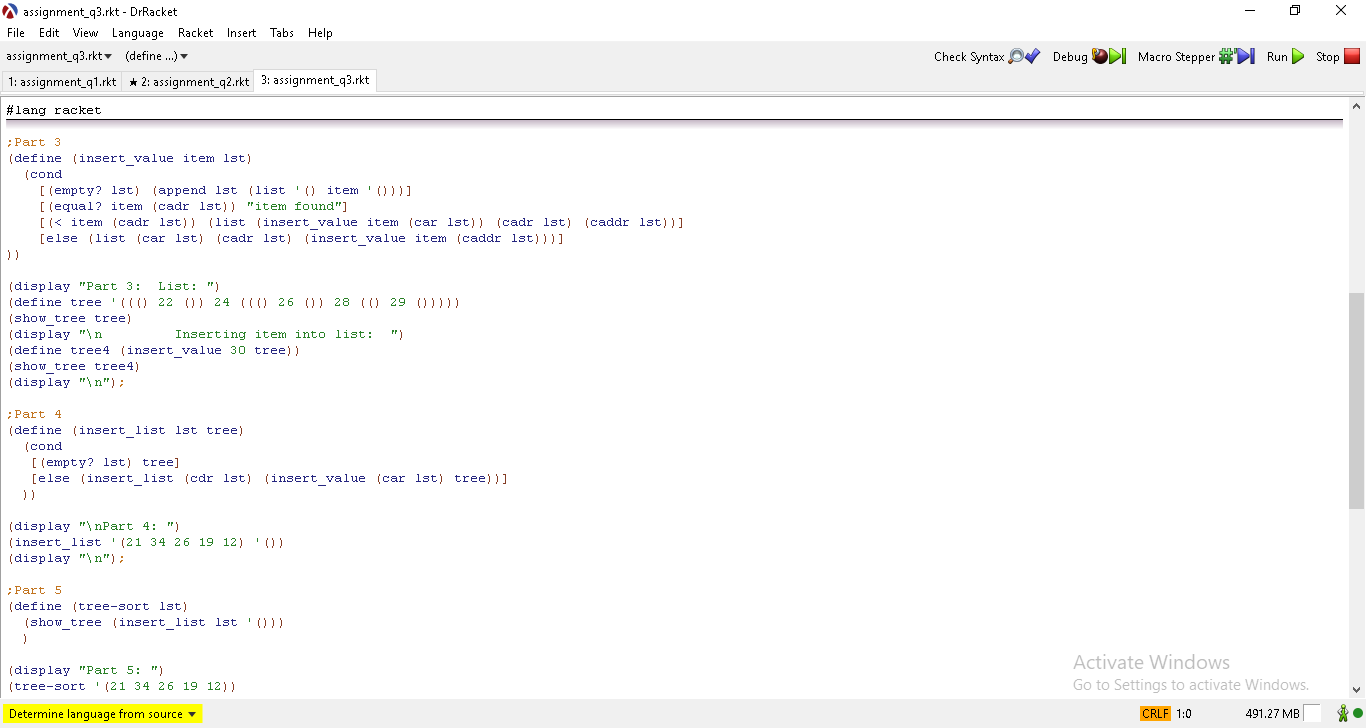 assignment_q3.rkt - DrRacket
File Edit View Language Racket Insert Tabs Help
assignment_q3.rkt▾ (define ...)▾ Check Syntax Debug Macro Stepper Run Stop
1: assignment_q1.rkt ★ 2: assignment_q2.rkt 3: assignment_q3.rkt
#lang racket
;Part 3
(define (insert_value item lst)
  (cond
    [(empty? lst) (append lst (list '() item '()))]
    [(equal? item (cadr lst)) "item found"]
    [(< item (cadr lst)) (list (insert_value item (car lst)) (cadr lst) (caddr lst))]
    [else (list (car lst) (cadr lst) (insert_value item (caddr lst)))]
))
(display "Part 3:  List: ")
(define tree '((() 22 ()) 24 ((() 26 ()) 28 (() 29 ()))))
(show_tree tree)
(display "\n         Inserting item into list:  ")
(define tree4 (insert_value 30 tree))
(show_tree tree4)
(display "\n");
;Part 4
(define (insert_list lst tree)
  (cond
   [(empty? lst) tree]
   [else (insert_list (cdr lst) (insert_value (car lst) tree))]
  ))
(display "\nPart 4: ")
(insert_list '(21 34 26 19 12) '())
(display "\n");
;Part 5
(define (tree-sort lst)
  (show_tree (insert_list lst '()))
  )
(display "Part 5: ")
(tree-sort '(21 34 26 19 12))
Activate Windows
Go to Settings to activate Windows.
Determine language from source ▾ CRLF 1:0 491.27 MB